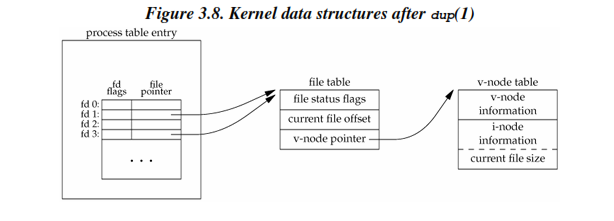 Figure 3.8. Kernel data structures after dup(1)
process table entry
fd
flags
file
pointer
fd 0:
fd 1:
fd 2:
fd 3:
. . .
file table
file status flags
current file offset
v-node pointer
v-node table
v-node
information
i-node
information
current file size